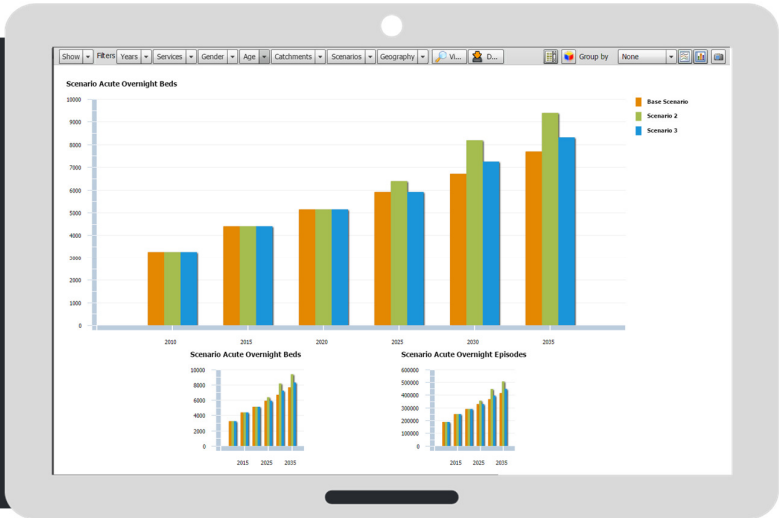 Show Filters Years Services Gender Age Catchments Scenarios Geography Vi... D... Group by None
Scenario Acute Overnight Beds
10000
9000
8000
7000
6000
5000
4000
3000
2000
1000
0
2010 2015 2020 2025 2030 2035
Base Scenario
Scenario 2
Scenario 3
Scenario Acute Overnight Beds
10000
8000
6000
4000
2000
0
2015 2025 2035
Scenario Acute Overnight Episodes
600000
500000
400000
300000
200000
100000
0
2015 2025 2035